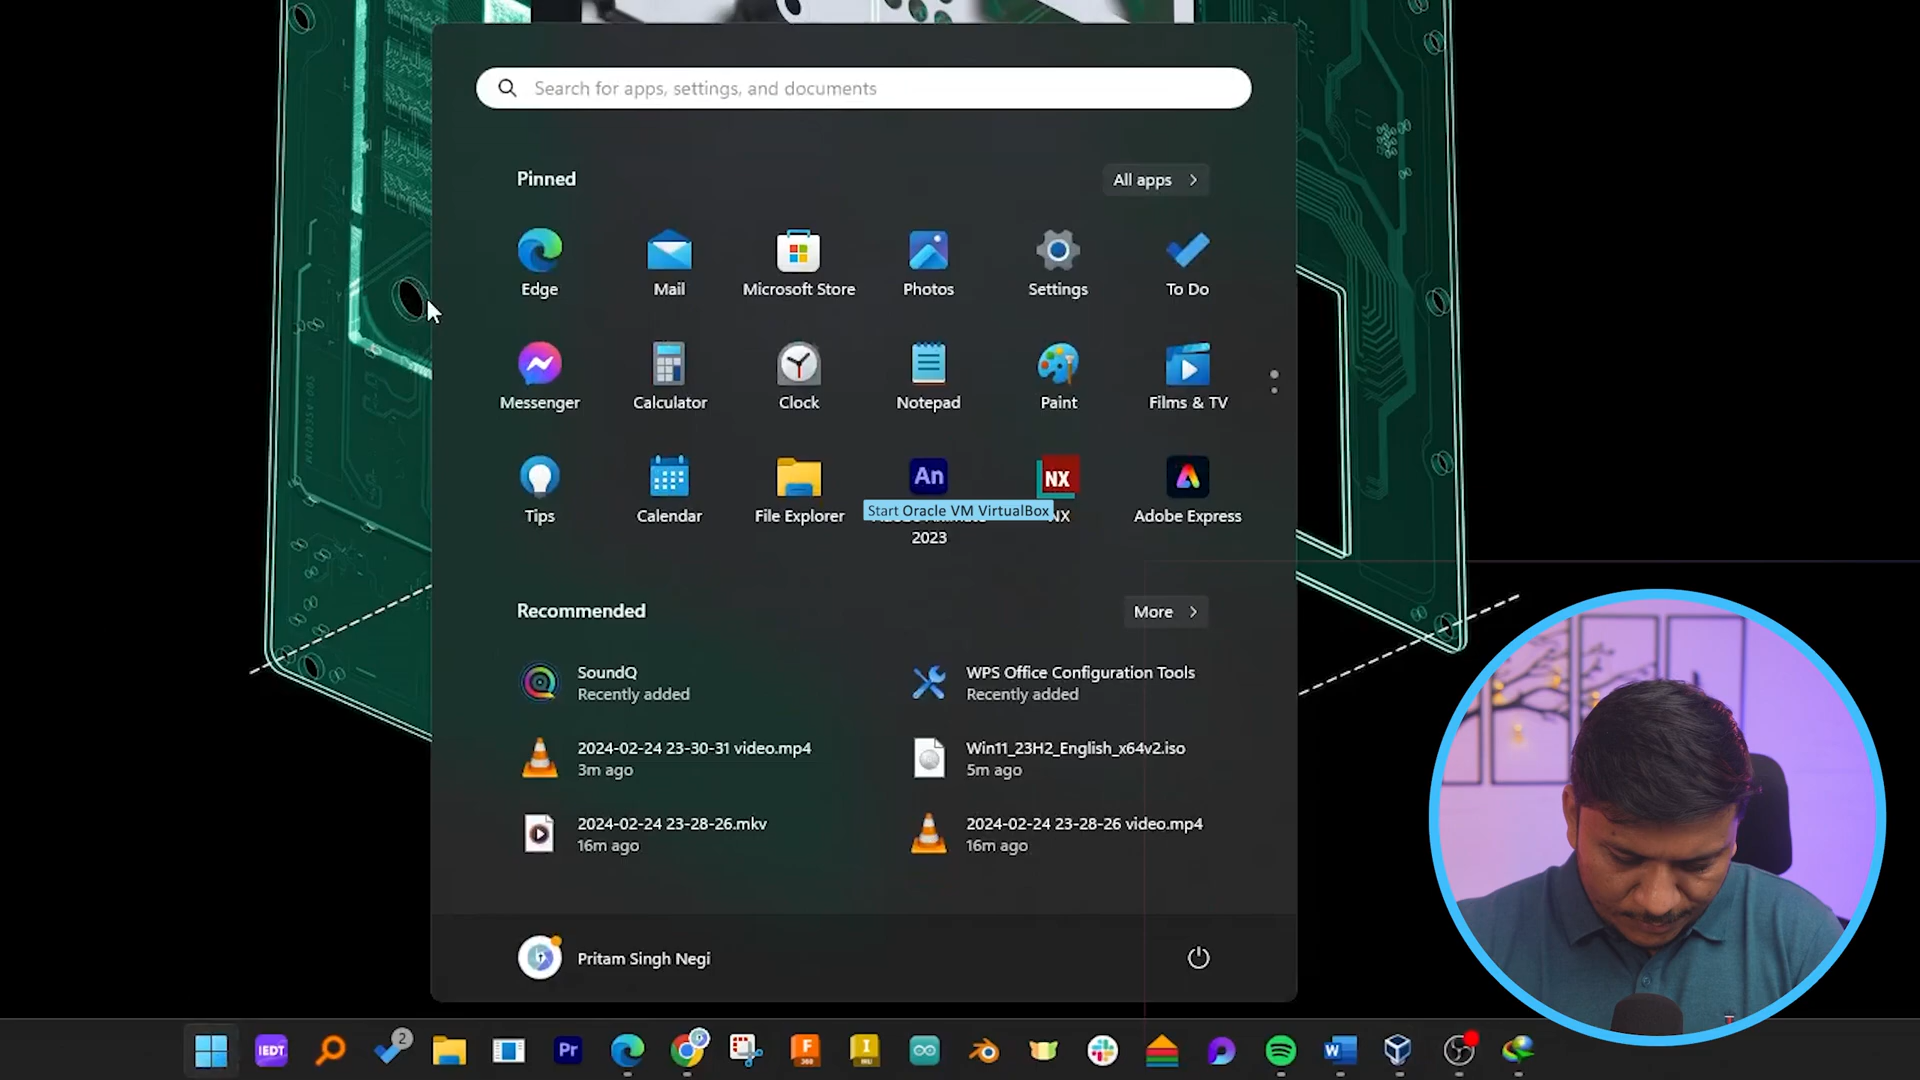 Search for apps, settings, and documents
Pinned
All apps
Edge
Mail
Microsoft Store
Photos
Settings
To Do
Messenger
Calculator
Clock
Notepad
Paint
Films & TV
Tips
Calendar
File Explorer
An
2023
NX
NX
Adobe Express
Start Oracle VM VirtualBox
Recommended
More
SoundQ
Recently added
WPS Office Configuration Tools
Recently added
2024-02-24 23-30-31 video.mp4
3m ago
Win11_23H2_English_x64v2.iso
5m ago
2024-02-24 23-28-26.mkv
16m ago
2024-02-24 23-28-26 video.mp4
16m ago
Pritam Singh Negi
IEDT
2
Pr
F
I
W